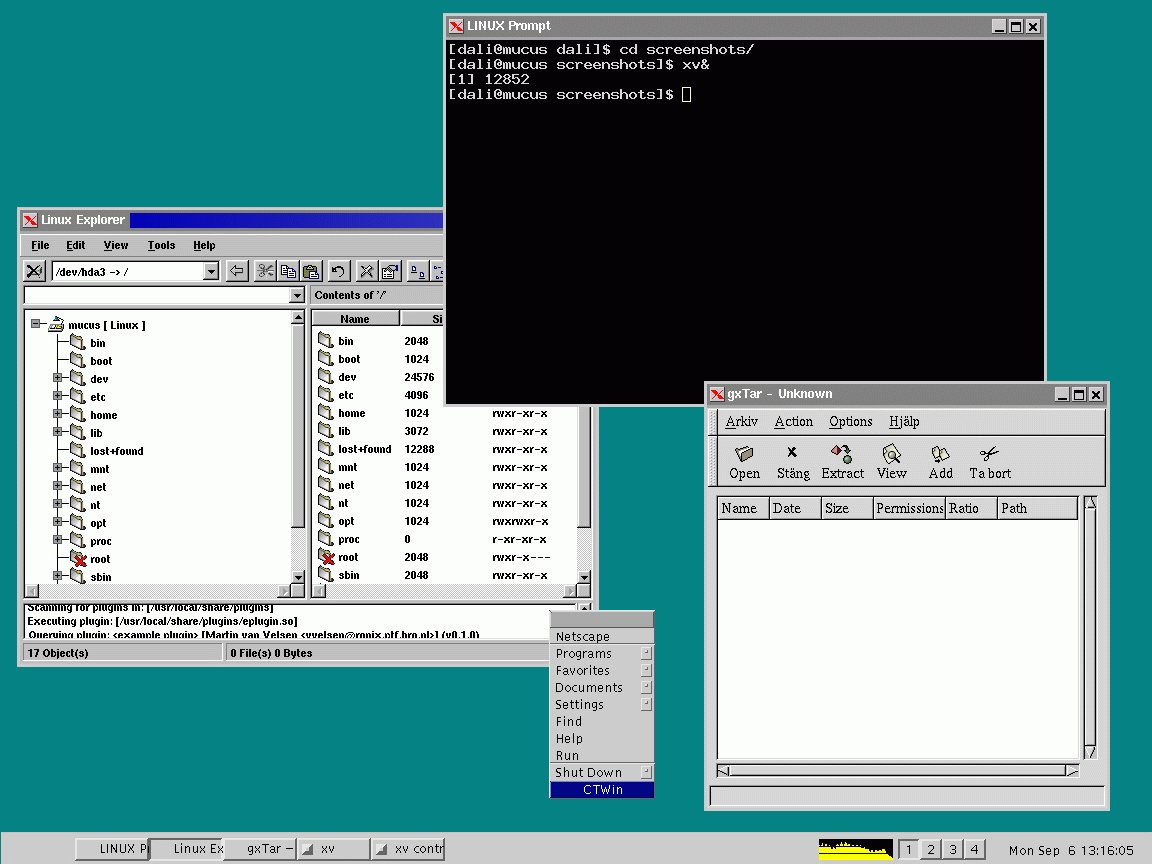 LINUX Prompt
[dali@mucus dali]$ cd screenshots/
[dali@mucus screenshots]$ xv&
[1] 12852
[dali@mucus screenshots]$
Linux Explorer
File Edit View Tools Help
/dev/hda3 -> /
Contents of '/'
mucus [ Linux ]
bin
boot
dev
etc
home
lib
lost+found
mnt
net
nt
opt
proc
root
sbin
Name Si
bin 2048
boot 1024
dev 24576
etc 4096
home 1024 rwxr-xr-x
lib 3072 rwxr-xr-x
lost+found 12288 rwxr-xr-x
mnt 1024 rwxr-xr-x
net 1024 rwxr-xr-x
nt 1024 rwxr-xr-x
opt 1024 rwxrwxr-x
proc 0 r-xr-xr-x
root 2048 rwxr-x---
sbin 2048 rwxr-xr-x
Scanning for plugins in: [/usr/local/share/plugins]
Executing plugin: [/usr/local/share/plugins/eplugin.so]
Querying plugin: <example plugin> [Martin van Velsen <vvelsen@ronix.ptf.hro.nl>] (v0.1.0)
17 Object(s) 0 File(s) 0 Bytes
gxTar - Unknown
Arkiv Action Options Hjälp
Open Stäng Extract View Add Ta bort
Name Date Size Permissions Ratio Path
Netscape
Programs
Favorites
Documents
Settings
Find
Help
Run
Shut Down
CTWin
LINUX P Linux Ex gxTar – xv xv contr
1 2 3 4 Mon Sep 6 13:16:05